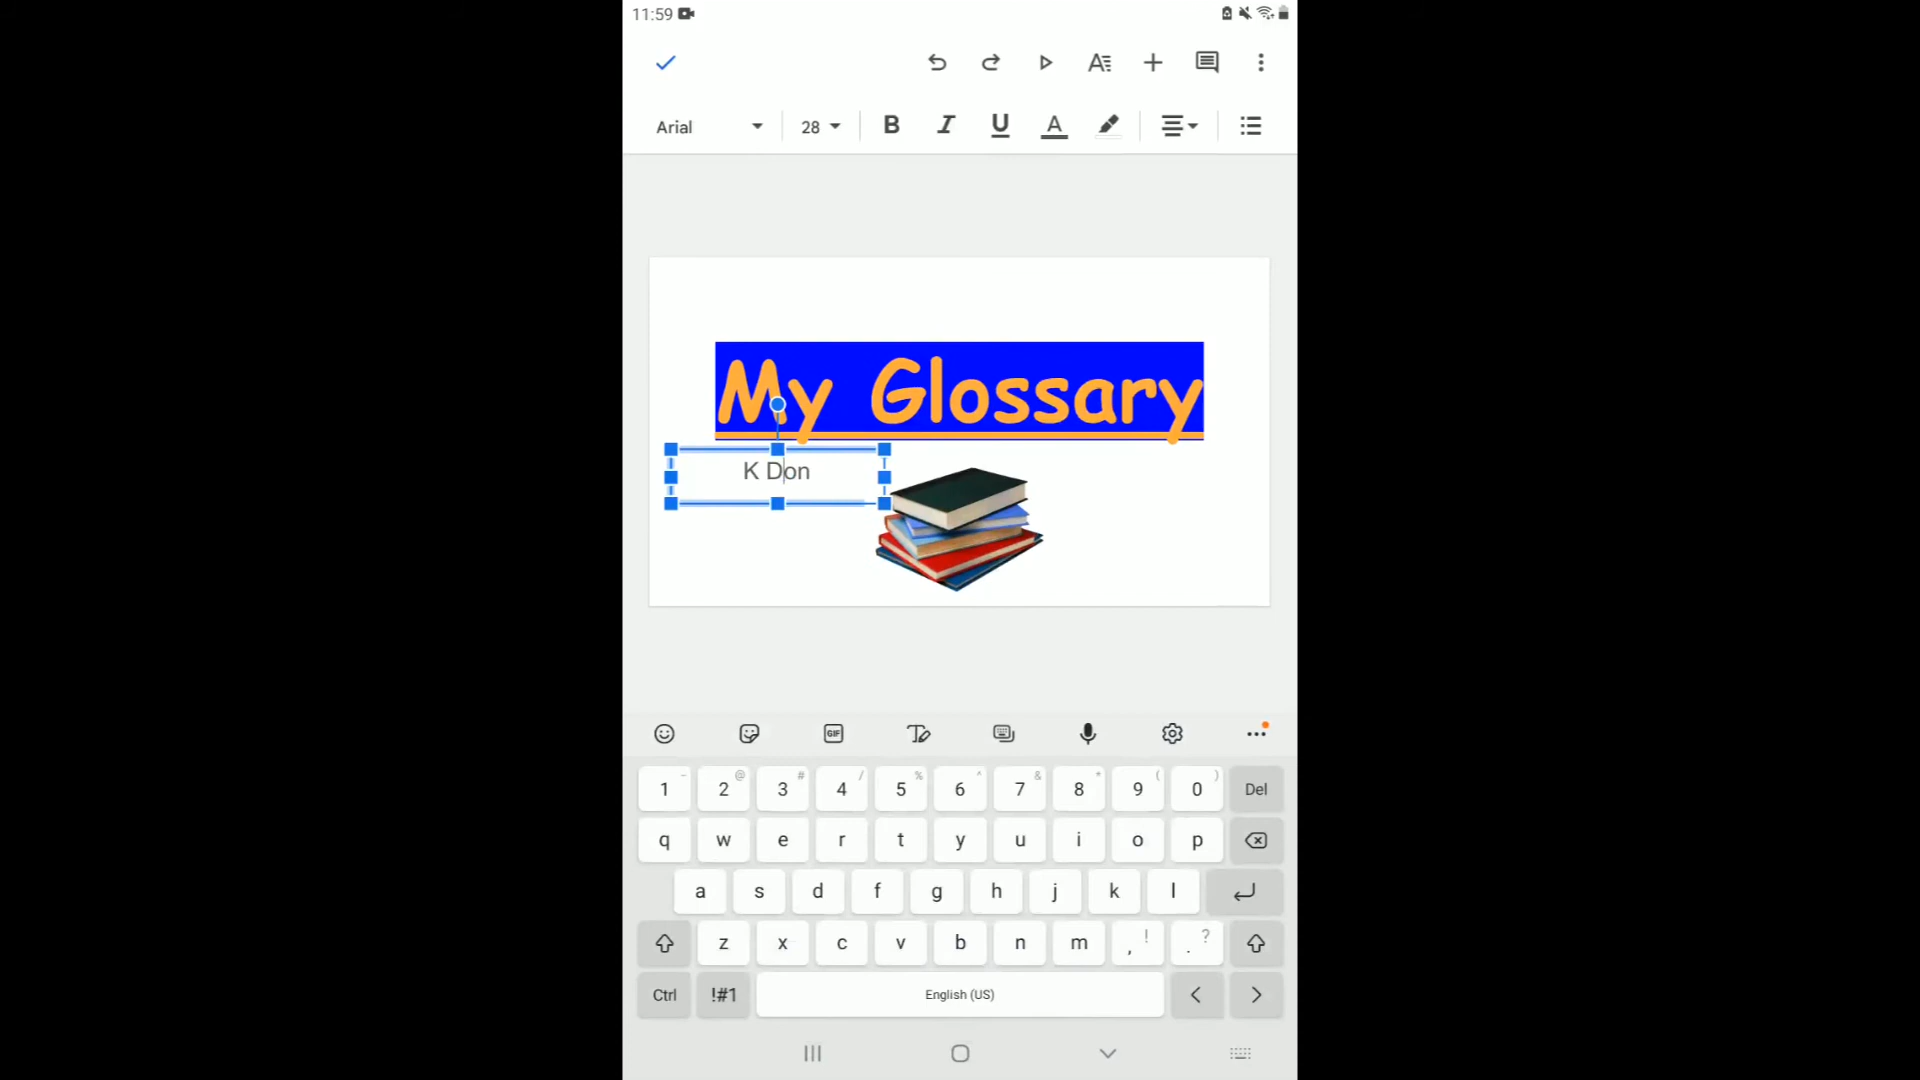 11:59
Arial 28 B I U A
My Glossary
K Don
GIF
1 - 2 @ 3 # 4 / 5 % 6 ^ 7 & 8 * 9 ( 0 ) Del
q w e r t y u i o p
a s d f g h j k l
z x c v b n m , ! . ?
Ctrl !#1 English (US) < >